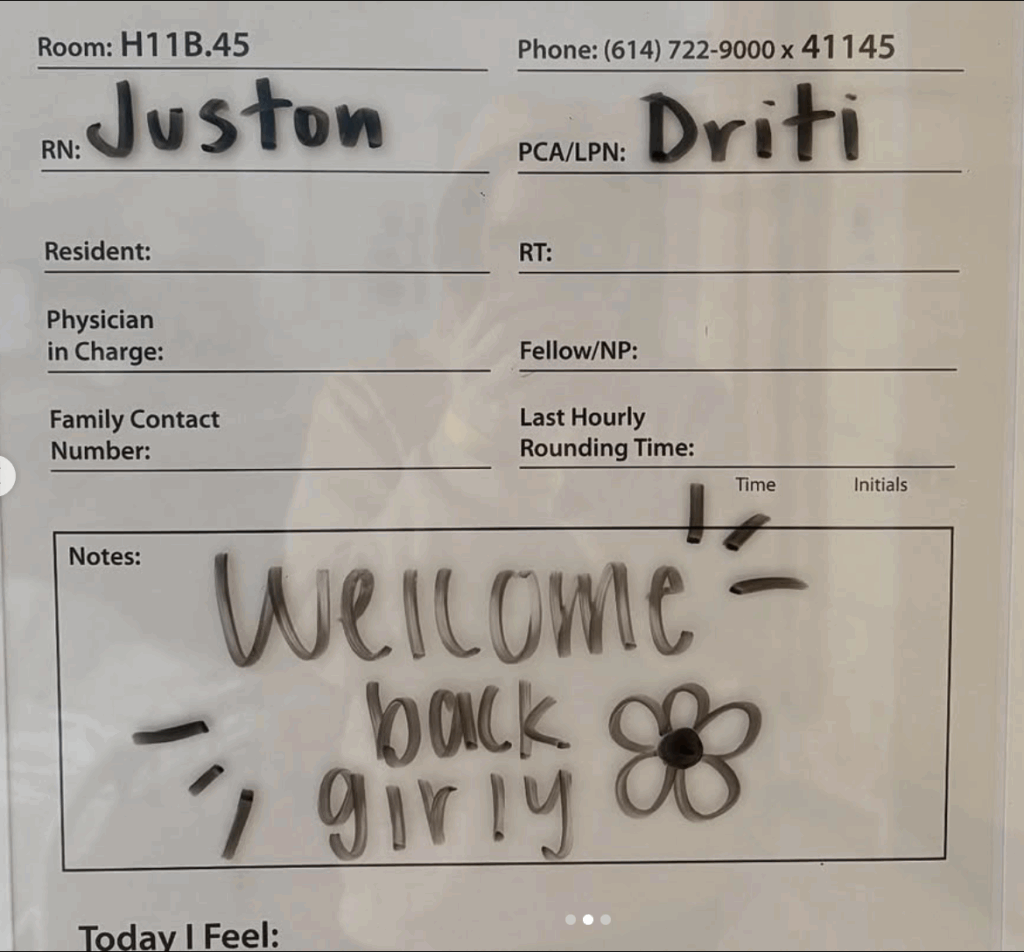 Room: H11B.45
Phone: (614) 722-9000 x 41145
RN: Juston
PCA/LPN: Driti
Resident:
RT:
Physician
in Charge:
Fellow/NP:
Family Contact
Number:
Last Hourly
Rounding Time:
Time Initials
Notes:
Welcome
back
girly
Today I Feel: